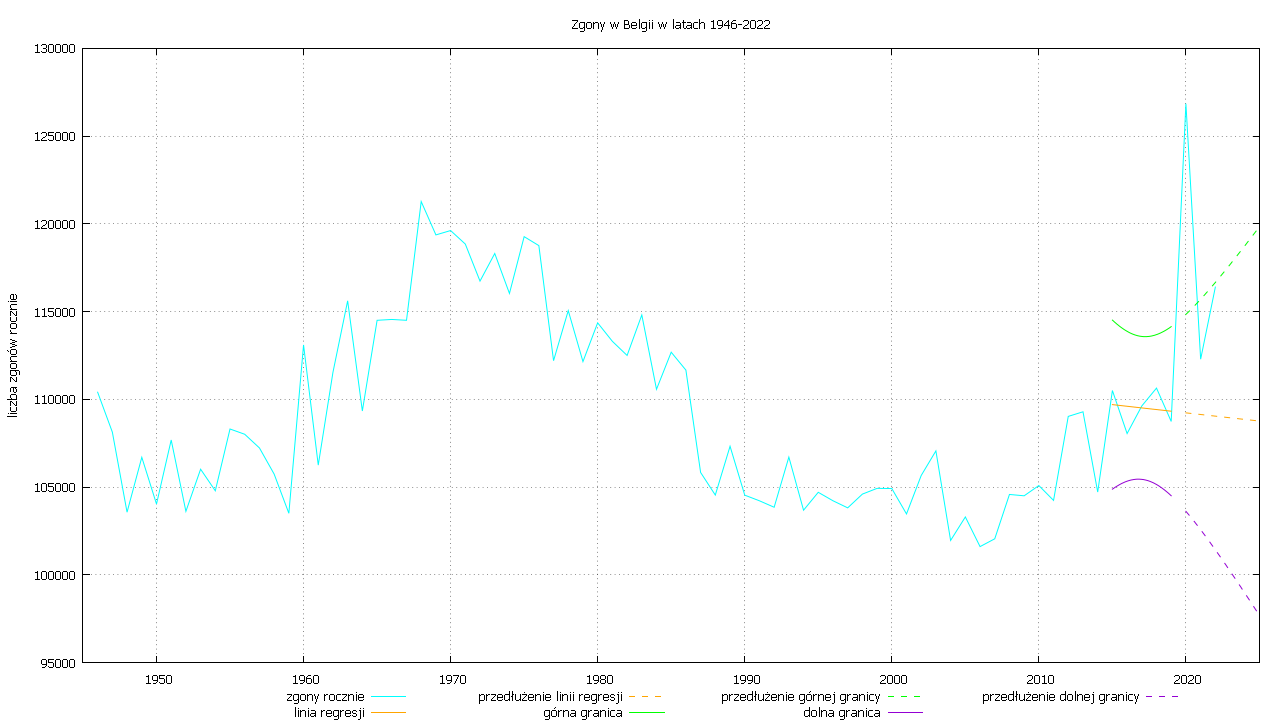 Zgony w Belgii w latach 1946-2022
130000
125000
120000
115000
110000
105000
100000
95000
liczba zgonów rocznie
1950 1960 1970 1980 1990 2000 2010 2020
zgony rocznie przedłużenie linii regresji przedłużenie górnej granicy przedłużenie dolnej granicy
linia regresji górna granica dolna granica